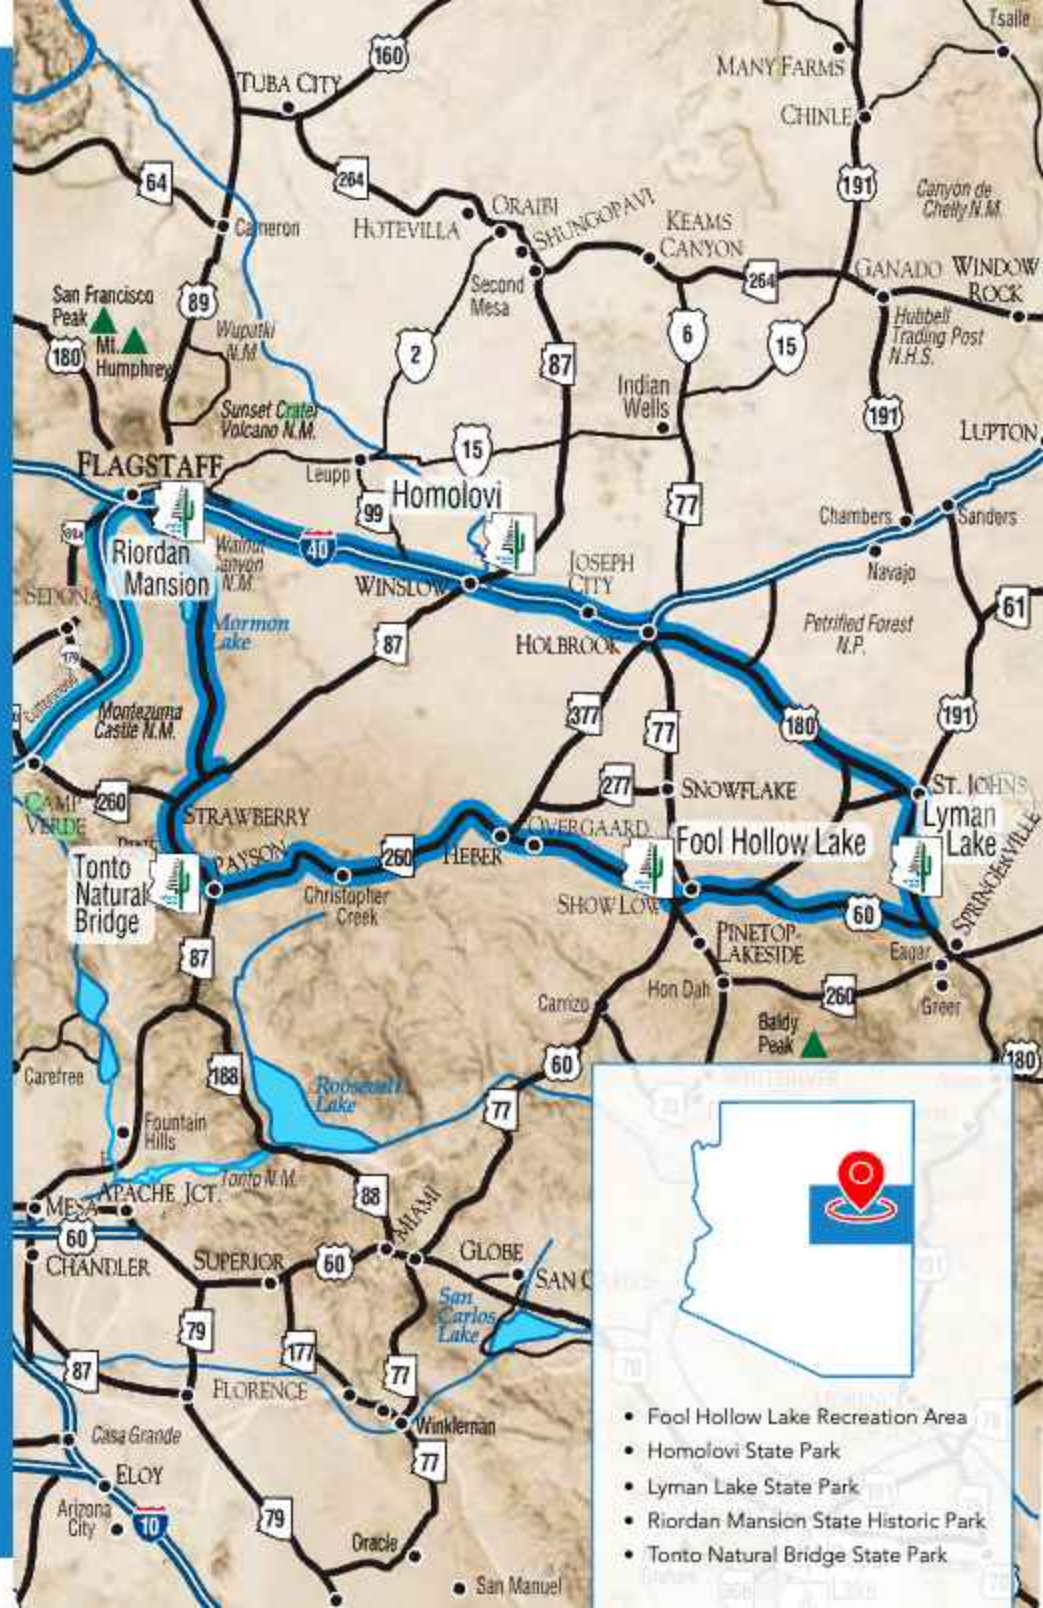 Tsaile
160
MANY FARMS
TUBA CITY
CHINLE
64
264
191
Canyon de
Chelly N.M.
ORAIBI
SHUNGOPAVI
HOTEVILLA
KEAMS
CANYON
Cameron
Second
Mesa
264
GANADO
WINDOW
ROCK
San Francisco
Peak
89
Hubbell
Trading Post
N.H.S.
180
Mt.
Humphrey
Wupatki
N.M.
2
87
6
15
Indian
Wells
Sunset Crater
Volcano N.M.
191
LUPTON
15
FLAGSTAFF
Leupp
Homolovi
99
77
Chambers
Sanders
89A
Riordan
Mansion
Walnut
Canyon
N.M.
40
JOSEPH
CITY
WINSLOW
Navajo
SEDONA
61
Mormon
Lake
87
HOLBROOK
Petrified Forest
N.P.
179
Cottonwood
Montezuma
Castle N.M.
377
77
180
191
277
SNOWFLAKE
ST. JOHNS
CAMP
VERDE
260
STRAWBERRY
OVERGAARD
Fool Hollow Lake
Lyman
Lake
PAYSON
260
HEBER
Tonto
Natural
Bridge
Christopher
Creek
SHOW LOW
60
SPRINGERVILLE
PINETOP-
LAKESIDE
87
Eagar
Hon Dah
260
Carrizo
Greer
Baldy
Peak
60
180
Carefree
188
Roosevelt
Lake
77
Fountain
Hills
Tonto N.M.
88
MESA
APACHE JCT.
MIAMI
60
CHANDLER
SUPERIOR
60
GLOBE
San
Carlos
Lake
79
177
77
87
FLORENCE
Winkleman
Casa Grande
77
ELOY
Arizona
City
10
79
Oracle
San Manuel
• Fool Hollow Lake Recreation Area
• Homolovi State Park
• Lyman Lake State Park
• Riordan Mansion State Historic Park
• Tonto Natural Bridge State Park